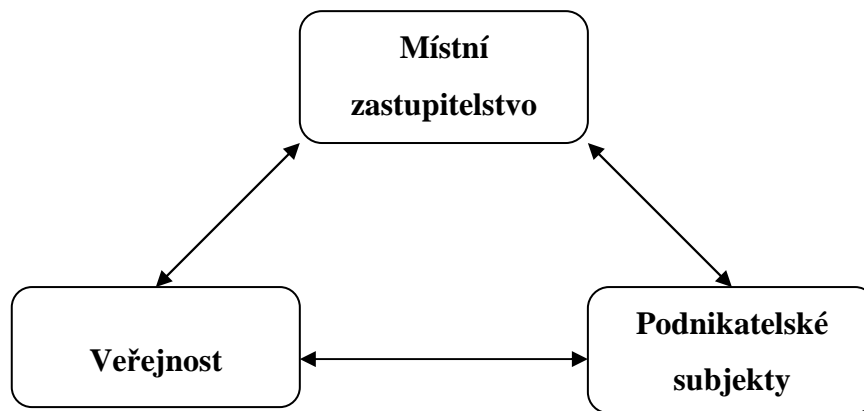 Místní
zastupitelstvo
Veřejnost
Podnikatelské
subjekty